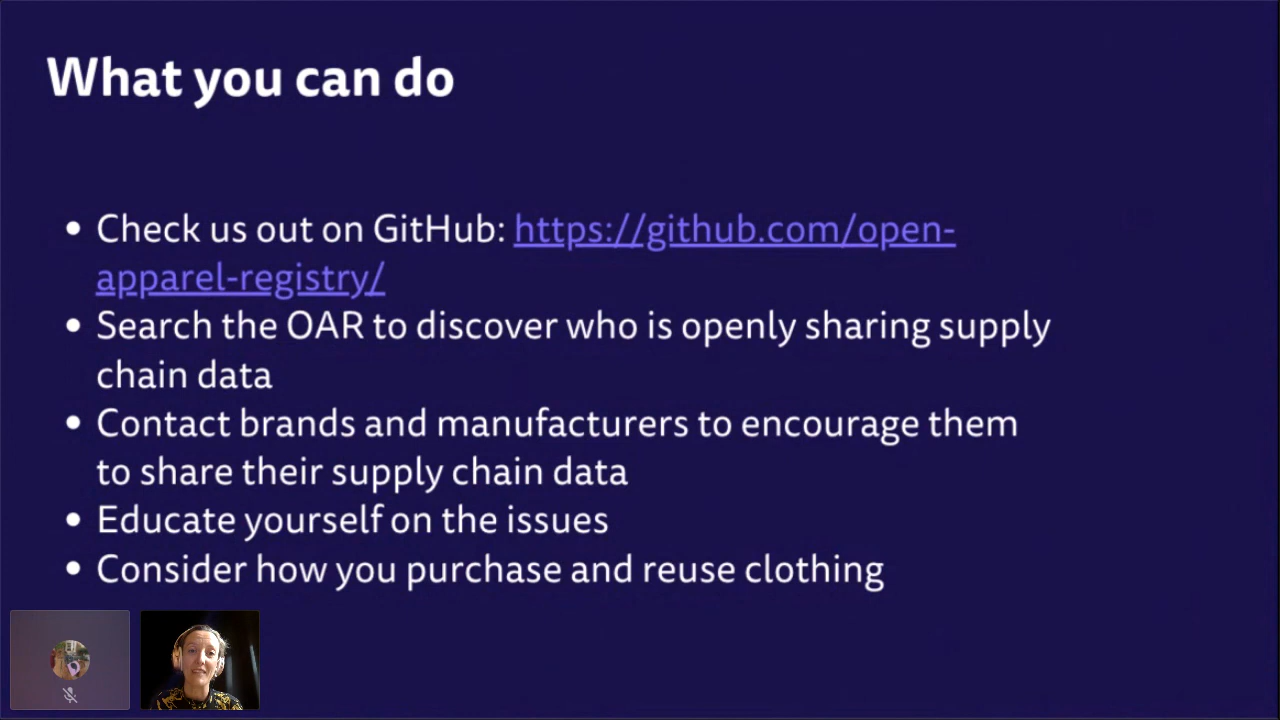 What you can do
• Check us out on GitHub: https://github.com/open-
apparel-registry/
• Search the OAR to discover who is openly sharing supply
chain data
• Contact brands and manufacturers to encourage them
to share their supply chain data
• Educate yourself on the issues
• Consider how you purchase and reuse clothing